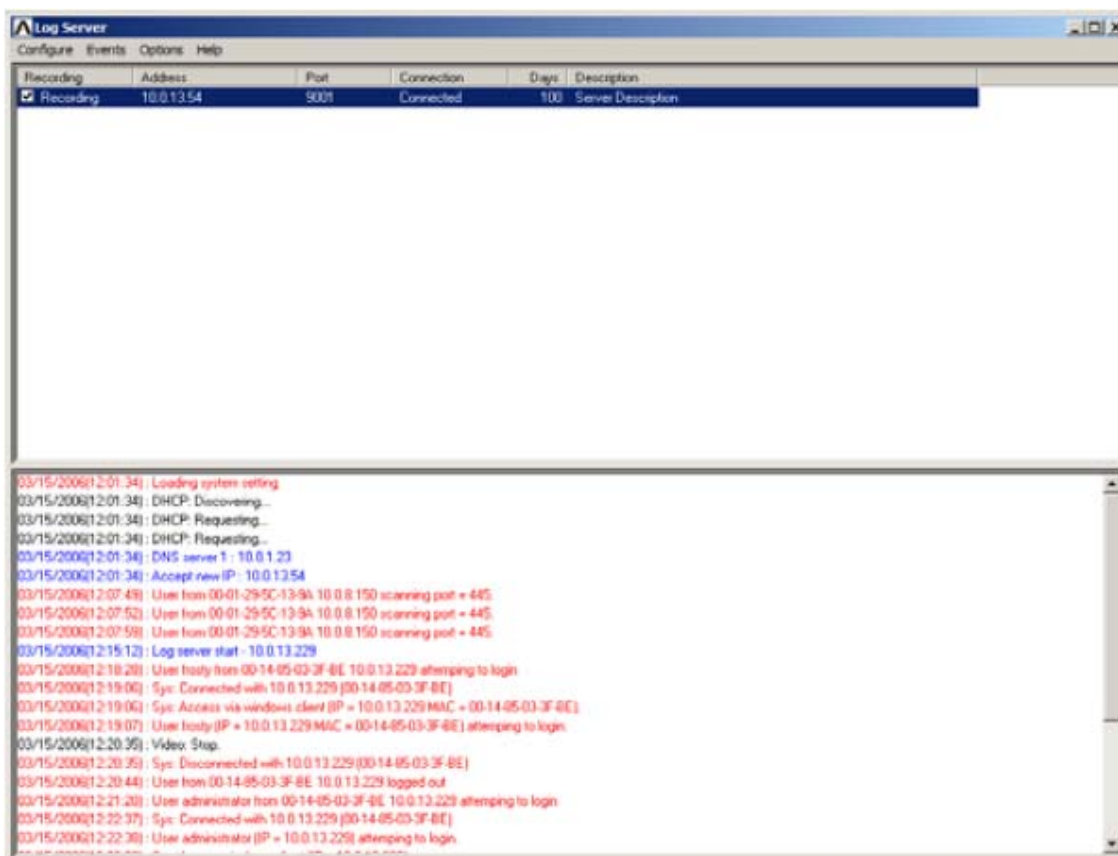 Log Server
Configure Events Options Help
Recording Address Port Connection Days Description
Recording 10.0.13.54 9001 Connected 100 Server Description
03/15/2006(12:01:34) : Loading system setting
03/15/2006(12:01:34) : DHCP: Discovering...
03/15/2006(12:01:34) : DHCP: Requesting...
03/15/2006(12:01:34) : DHCP: Requesting...
03/15/2006(12:01:34) : DNS server 1 : 10.0.1.23
03/15/2006(12:01:34) : Accept new IP : 10.0.13.54
03/15/2006(12:07:49) : User from 00-01-29-5C-13-9A 10.0.8.150 scanning port = 445.
03/15/2006(12:07:52) : User from 00-01-29-5C-13-9A 10.0.8.150 scanning port = 445.
03/15/2006(12:07:59) : User from 00-01-29-5C-13-9A 10.0.8.150 scanning port = 445.
03/15/2006(12:15:12) : Log server start - 10.0.13.229
03/15/2006(12:18:28) : User hosty from 00-14-85-03-3F-BE 10.0.13.229 attemping to login
03/15/2006(12:19:06) : Sys: Connected with 10.0.13.229 (00-14-85-03-3F-BE)
03/15/2006(12:19:06) : Sys: Access via windows client (IP = 10.0.13.229 MAC = 00-14-85-03-3F-BE).
03/15/2006(12:19:07) : User hosty (IP = 10.0.13.229 MAC = 00-14-85-03-3F-BE) attemping to login.
03/15/2006(12:20:35) : Video: Stop.
03/15/2006(12:20:35) : Sys: Disconnected with 10.0.13.229 (00-14-85-03-3F-BE)
03/15/2006(12:20:44) : User from 00-14-85-03-3F-BE 10.0.13.229 logged out
03/15/2006(12:21:20) : User administrator from 00-14-85-03-3F-BE 10.0.13.229 attemping to login
03/15/2006(12:22:37) : Sys: Connected with 10.0.13.229 (00-14-85-03-3F-BE)
03/15/2006(12:22:38) : User administrator (IP = 10.0.13.229) attemping to login.